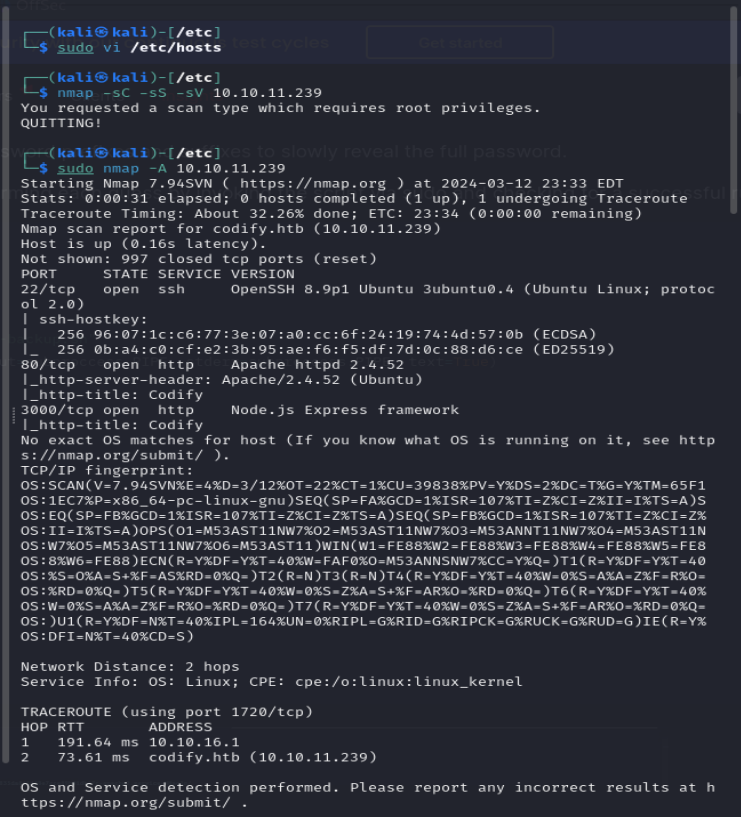 test cycles
Get started
┌──(kali㉿kali)-[/etc]
└─$ sudo vi /etc/hosts
┌──(kali㉿kali)-[/etc]
└─$ nmap -sC -sS -sV 10.10.11.239
You requested a scan type which requires root privileges.
QUITTING!
to slowly reveal the full password.
┌──(kali㉿kali)-[/etc]
└─$ sudo nmap -A 10.10.11.239
Starting Nmap 7.94SVN ( https://nmap.org ) at 2024-03-12 23:33 EDT
Stats: 0:00:31 elapsed; 0 hosts completed (1 up), 1 undergoing Traceroute
Traceroute Timing: About 32.26% done; ETC: 23:34 (0:00:00 remaining)
Nmap scan report for codify.htb (10.10.11.239)
Host is up (0.16s latency).
Not shown: 997 closed tcp ports (reset)
PORT     STATE SERVICE VERSION
22/tcp   open  ssh     OpenSSH 8.9p1 Ubuntu 3ubuntu0.4 (Ubuntu Linux; protoc
ol 2.0)
| ssh-hostkey:
|   256 96:07:1c:c6:77:3e:07:a0:cc:6f:24:19:74:4d:57:0b (ECDSA)
|_  256 0b:a4:c0:cf:e2:3b:95:ae:f6:f5:df:7d:0c:88:d6:ce (ED25519)
80/tcp   open  http    Apache httpd 2.4.52
|_http-server-header: Apache/2.4.52 (Ubuntu)
|_http-title: Codify
3000/tcp open  http    Node.js Express framework
|_http-title: Codify
No exact OS matches for host (If you know what OS is running on it, see http
s://nmap.org/submit/ ).
TCP/IP fingerprint:
OS:SCAN(V=7.94SVN%E=4%D=3/12%OT=22%CT=1%CU=39838%PV=Y%DS=2%DC=T%G=Y%TM=65F1
OS:1EC7%P=x86_64-pc-linux-gnu)SEQ(SP=FA%GCD=1%ISR=107%TI=Z%CI=Z%II=I%TS=A)S
OS:EQ(SP=FB%GCD=1%ISR=107%TI=Z%CI=Z%TS=A)SEQ(SP=FB%GCD=1%ISR=107%TI=Z%CI=Z%
OS:II=I%TS=A)OPS(O1=M53AST11NW7%O2=M53AST11NW7%O3=M53ANNT11NW7%O4=M53AST11N
OS:W7%O5=M53AST11NW7%O6=M53AST11)WIN(W1=FE88%W2=FE88%W3=FE88%W4=FE88%W5=FE8
OS:8%W6=FE88)ECN(R=Y%DF=Y%T=40%W=FAF0%O=M53ANNSNW7%CC=Y%Q=)T1(R=Y%DF=Y%T=40
OS:%S=O%A=S+%F=AS%RD=0%Q=)T2(R=N)T3(R=N)T4(R=Y%DF=Y%T=40%W=0%S=A%A=Z%F=R%O=
OS:%RD=0%Q=)T5(R=Y%DF=Y%T=40%W=0%S=Z%A=S+%F=AR%O=%RD=0%Q=)T6(R=Y%DF=Y%T=40%
OS:W=0%S=A%A=Z%F=R%O=%RD=0%Q=)T7(R=Y%DF=Y%T=40%W=0%S=Z%A=S+%F=AR%O=%RD=0%Q=
OS:)U1(R=Y%DF=N%T=40%IPL=164%UN=0%RIPL=G%RID=G%RIPCK=G%RUCK=G%RUD=G)IE(R=Y%
OS:DFI=N%T=40%CD=S)
Network Distance: 2 hops
Service Info: OS: Linux; CPE: cpe:/o:linux:linux_kernel
TRACEROUTE (using port 1720/tcp)
HOP RTT       ADDRESS
1   191.64 ms 10.10.16.1
2   73.61 ms  codify.htb (10.10.11.239)
OS and Service detection performed. Please report any incorrect results at h
ttps://nmap.org/submit/ .